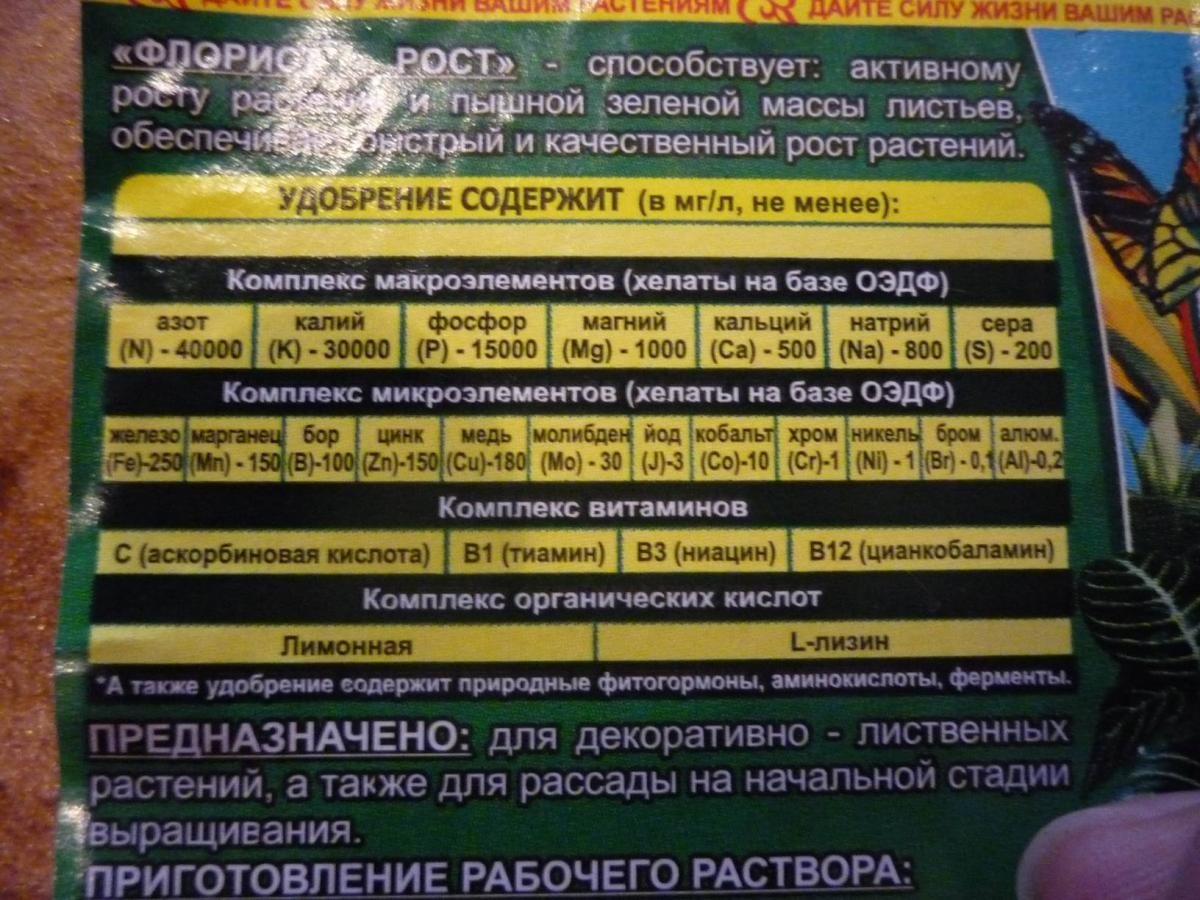 ДАЙТЕ СИЛУ ЖИЗНИ ВАШИМ РАСТЕНИЯМ ДАЙТЕ СИЛУ ЖИЗНИ ВАШИМ
РОСТ» - способствует: активному
росту и пышной зеленой массы листьев,
быстрый и качественный рост растений.
УДОБРЕНИЕ СОДЕРЖИТ (в мг/л, не менее):
Комплекс макроэлементов (хелаты на базе ОЭДФ)
азот калий фосфор магний кальций натрий сера
(N) - 40000 (K) - 30000 (P) - 15000 (Mg) - 1000 (Ca) - 500 (Na) - 800 (S) - 200
Комплекс микроэлементов (хелаты на базе ОЭДФ)
железо марганец бор цинк медь молибден йод кобальт хром никель бром алюм.
(Fe)-250 (Mn) - 150 (B)-100 (Zn)-150 (Cu)-180 (Mo) - 30 (J)-3 (Co)-10 (Cr)-1 (Ni) - 1 (Br) - 0,1 (Al)-0,2
Комплекс витаминов
C (аскорбиновая кислота) B1 (тиамин) B3 (ниацин) B12 (цианкобаламин)
Комплекс органических кислот
Лимонная L-лизин
*А также удобрение содержит природные фитогормоны, аминокислоты, ферменты.
ПРЕДНАЗНАЧЕНО: для декоративно - лиственных
растений, а также для рассады на начальной стадии
выращивания.
ПРИГОТОВЛЕНИЕ РАБОЧЕГО РАСТВОРА: